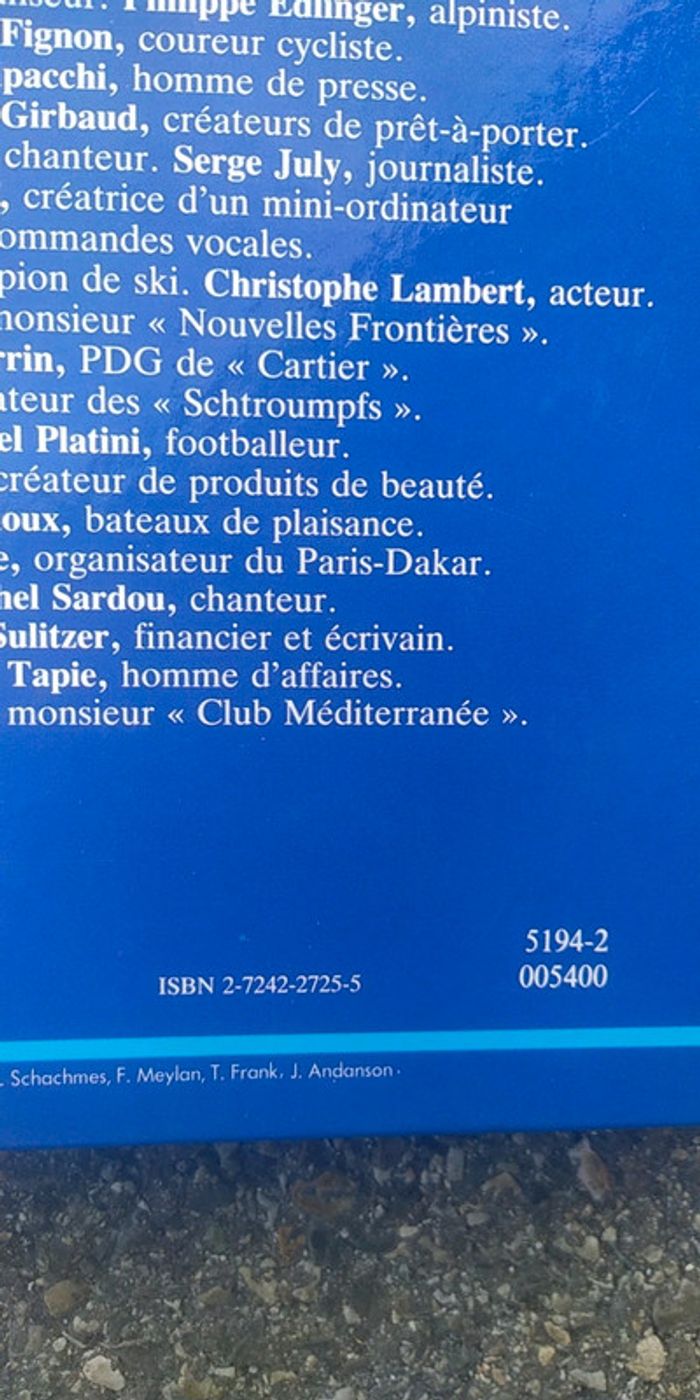 Philippe Edlinger, alpiniste.
Fignon, coureur cycliste.
pacchi, homme de presse.
Girbaud, créateurs de prêt-à-porter.
chanteur. Serge July, journaliste.
, créatrice d'un mini-ordinateur
ommandes vocales.
pion de ski. Christophe Lambert, acteur.
monsieur « Nouvelles Frontières ».
rrin, PDG de « Cartier ».
ateur des « Schtroumpfs ».
el Platini, footballeur.
créateur de produits de beauté.
oux, bateaux de plaisance.
e, organisateur du Paris-Dakar.
hel Sardou, chanteur.
Sulitzer, financier et écrivain.
Tapie, homme d'affaires.
monsieur « Club Méditerranée ».
5194-2
ISBN 2-7242-2725-5 005400
. Schachmes, F. Meylan, T. Frank, J. Andanson.